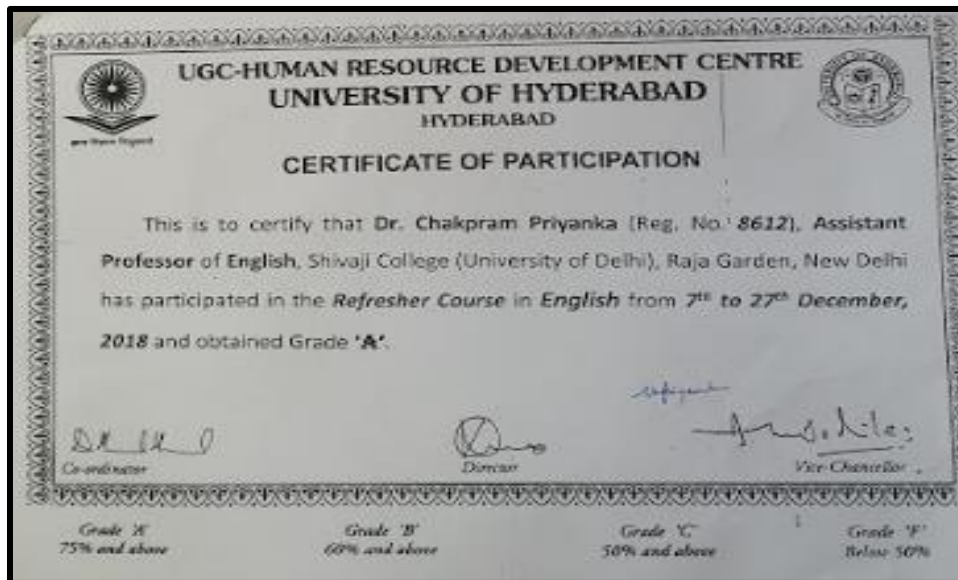 UGC-HUMAN RESOURCE DEVELOPMENT CENTRE
UNIVERSITY OF HYDERABAD
HYDERABAD
CERTIFICATE OF PARTICIPATION
This is to certify that Dr. Chakpram Priyanka (Reg. No. 8612), Assistant
Professor of English, Shivaji College (University of Delhi), Raja Garden, New Delhi
has participated in the Refresher Course in English from 7th to 27th December,
2018 and obtained Grade 'A'.
Co-ordinator Director Vice-Chancellor
Grade 'A' Grade 'B' Grade 'C' Grade 'F'
75% and above 60% and above 50% and above Below 50%